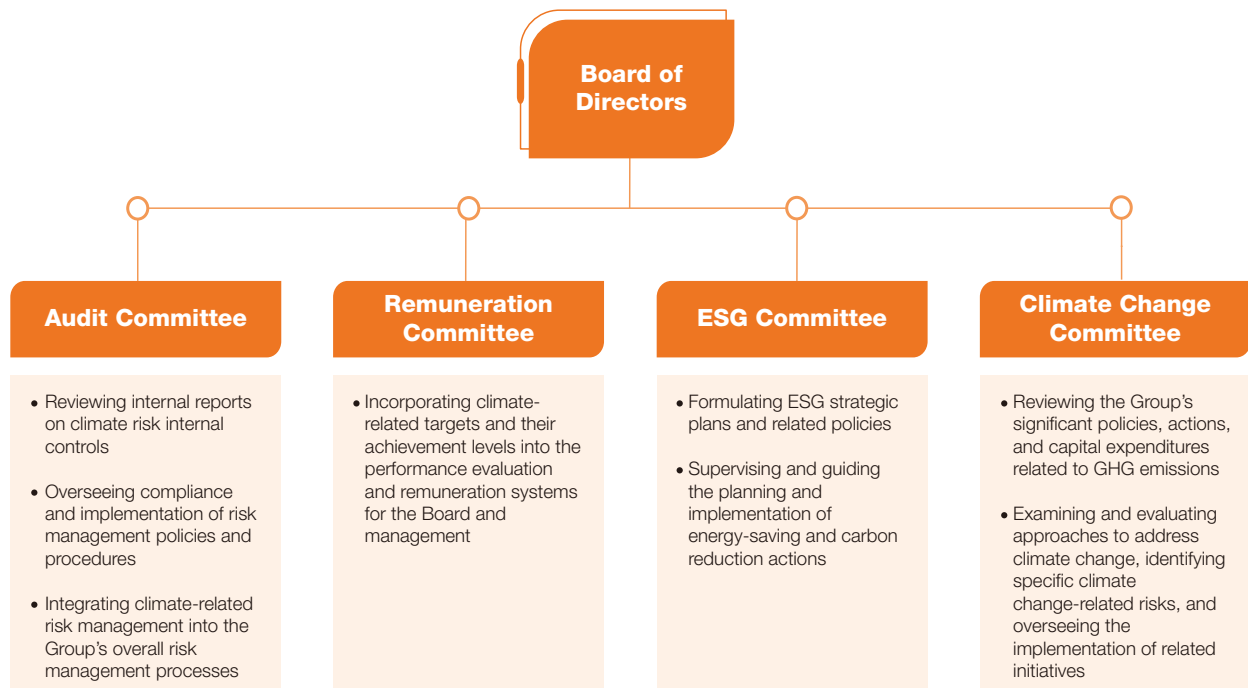 Board of
Directors
Audit Committee
• Reviewing internal reports
on climate risk internal
controls
• Overseeing compliance
and implementation of risk
management policies and
procedures
• Integrating climate-related
risk management into the
Group's overall risk
management processes
Remuneration
Committee
• Incorporating climate-
related targets and their
achievement levels into the
performance evaluation
and remuneration systems
for the Board and
management
ESG Committee
• Formulating ESG strategic
plans and related policies
• Supervising and guiding
the planning and
implementation of
energy-saving and carbon
reduction actions
Climate Change
Committee
• Reviewing the Group's
significant policies, actions,
and capital expenditures
related to GHG emissions
• Examining and evaluating
approaches to address
climate change, identifying
specific climate
change-related risks, and
overseeing the
implementation of related
initiatives